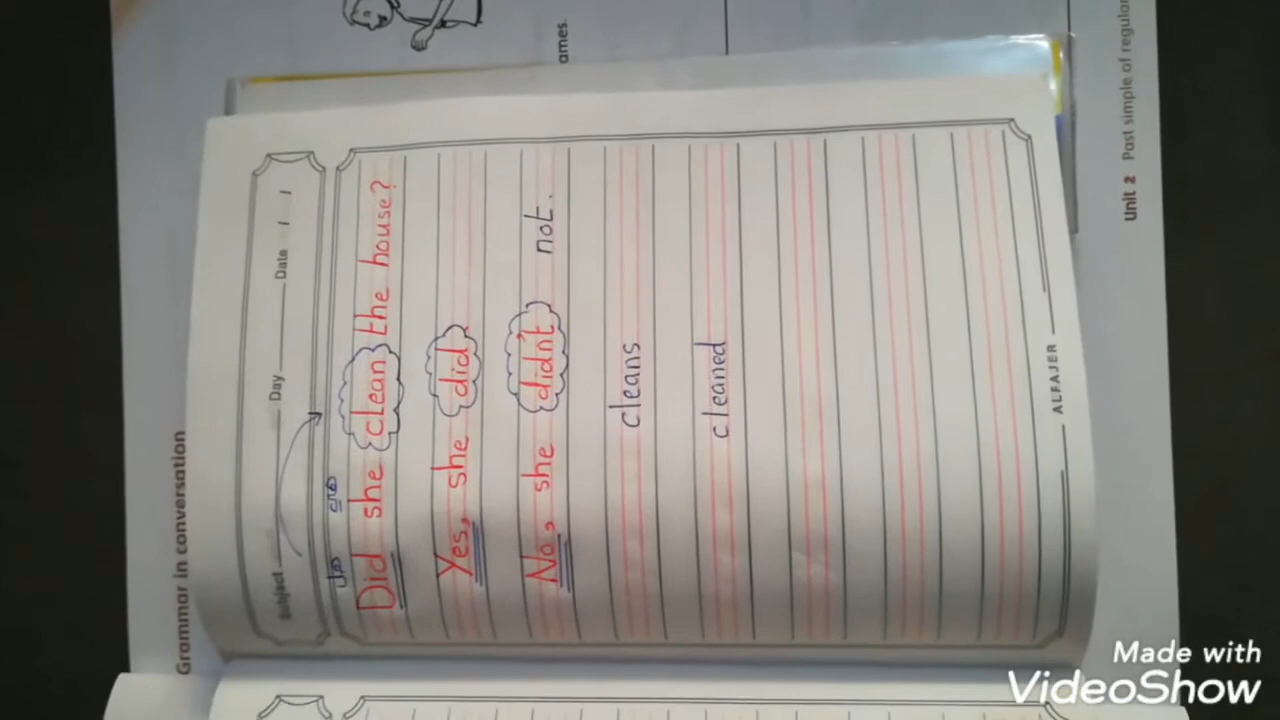 ames.
Unit 2 Past simple of regular
Grammar in conversation
Subject Day Date / /
Did she clean the house?
Yes, she did.
No, she didn't not.
cleans
cleaned
ALFAJER
Made with
VideoShow